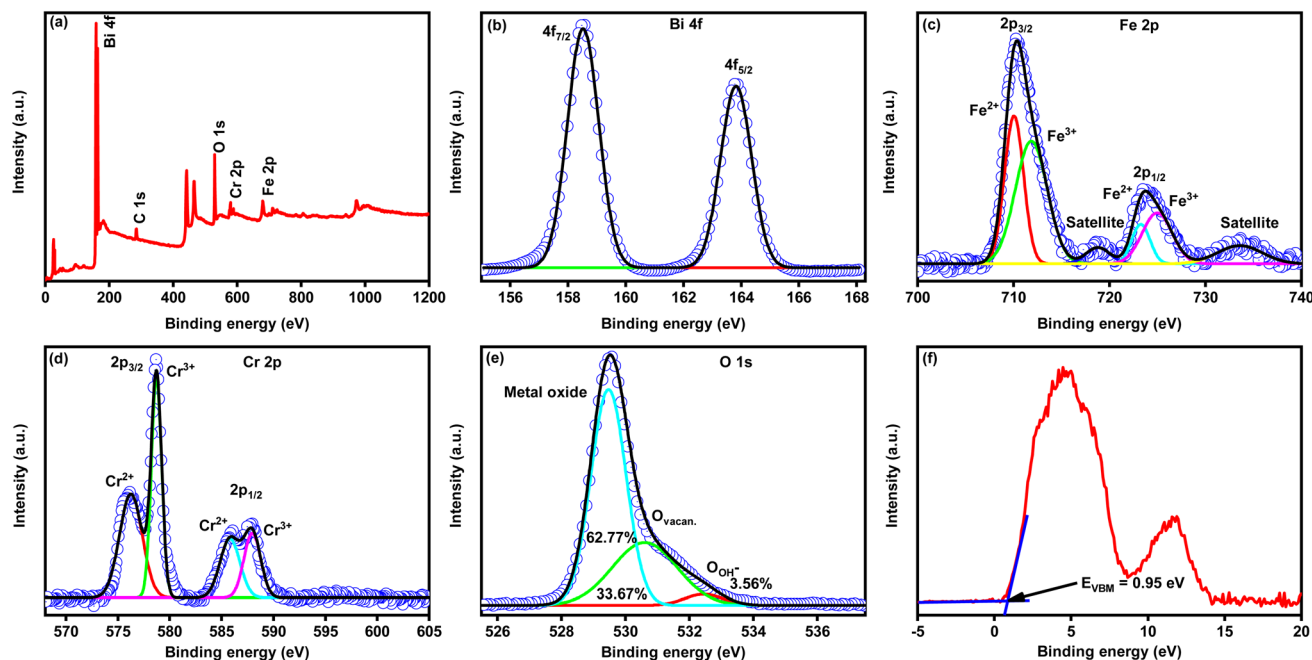 (a)
Bi 4f
C 1s
O 1s
Cr 2p
Fe 2p
Intensity (a.u.)
0 200 400 600 800 1000 1200
Binding energy (eV)
(b) Bi 4f
4f7/2
4f5/2
Intensity (a.u.)
156 158 160 162 164 166 168
Binding energy (eV)
(c) 2p3/2 Fe 2p
Fe2+
Fe3+
2p1/2
Fe2+ Fe3+
Satellite Satellite
Intensity (a.u.)
700 710 720 730 740
Binding energy (eV)
(d) Cr 2p
2p3/2 Cr3+
Cr2+
2p1/2
Cr2+ Cr3+
Intensity (a.u.)
570 575 580 585 590 595 600 605
Binding energy (eV)
(e) O 1s
Metal oxide
Ovacan.
62.77%
OOH-
3.56%
33.67%
Intensity (a.u.)
526 528 530 532 534 536
Binding energy (eV)
(f)
EVBM = 0.95 eV
Intensity (a.u.)
-5 0 5 10 15 20
Binding energy (eV)